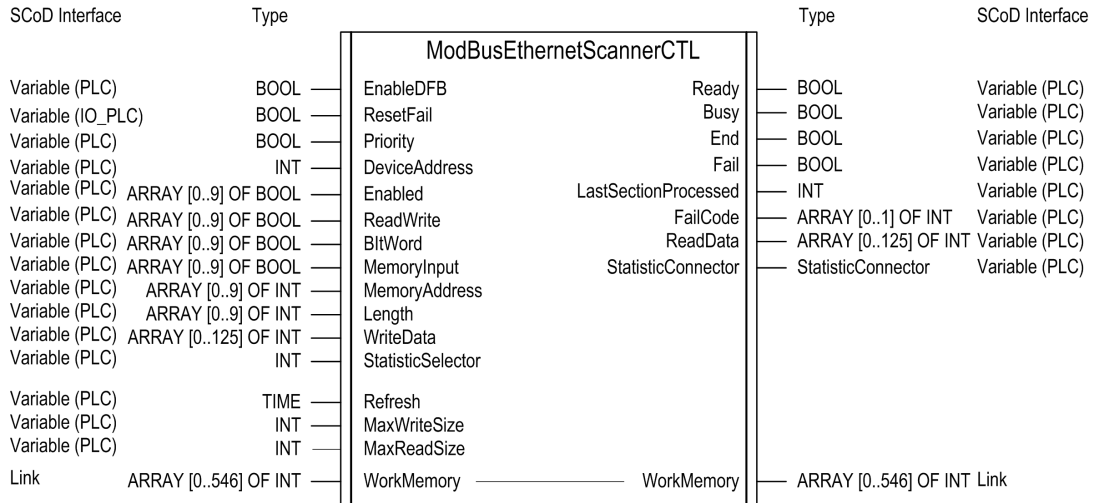 SCoD Interface Type Type SCoD Interface
ModBusEthernetScannerCTL
Variable (PLC) BOOL EnableDFB Ready BOOL Variable (PLC)
Variable (IO_PLC) BOOL ResetFail Busy BOOL Variable (PLC)
Variable (PLC) BOOL Priority End BOOL Variable (PLC)
Variable (PLC) INT DeviceAddress Fail BOOL Variable (PLC)
Variable (PLC) ARRAY [0..9] OF BOOL Enabled LastSectionProcessed INT Variable (PLC)
Variable (PLC) ARRAY [0..9] OF BOOL ReadWrite FailCode ARRAY [0..1] OF INT Variable (PLC)
Variable (PLC) ARRAY [0..9] OF BOOL BItWord ReadData ARRAY [0..125] OF INT Variable (PLC)
Variable (PLC) ARRAY [0..9] OF BOOL MemoryInput StatisticConnector StatisticConnector Variable (PLC)
Variable (PLC) ARRAY [0..9] OF INT MemoryAddress
Variable (PLC) ARRAY [0..9] OF INT Length
Variable (PLC) ARRAY [0..125] OF INT WriteData
Variable (PLC) INT StatisticSelector
Variable (PLC) TIME Refresh
Variable (PLC) INT MaxWriteSize
Variable (PLC) INT MaxReadSize
Link ARRAY [0..546] OF INT WorkMemory WorkMemory ARRAY [0..546] OF INT Link